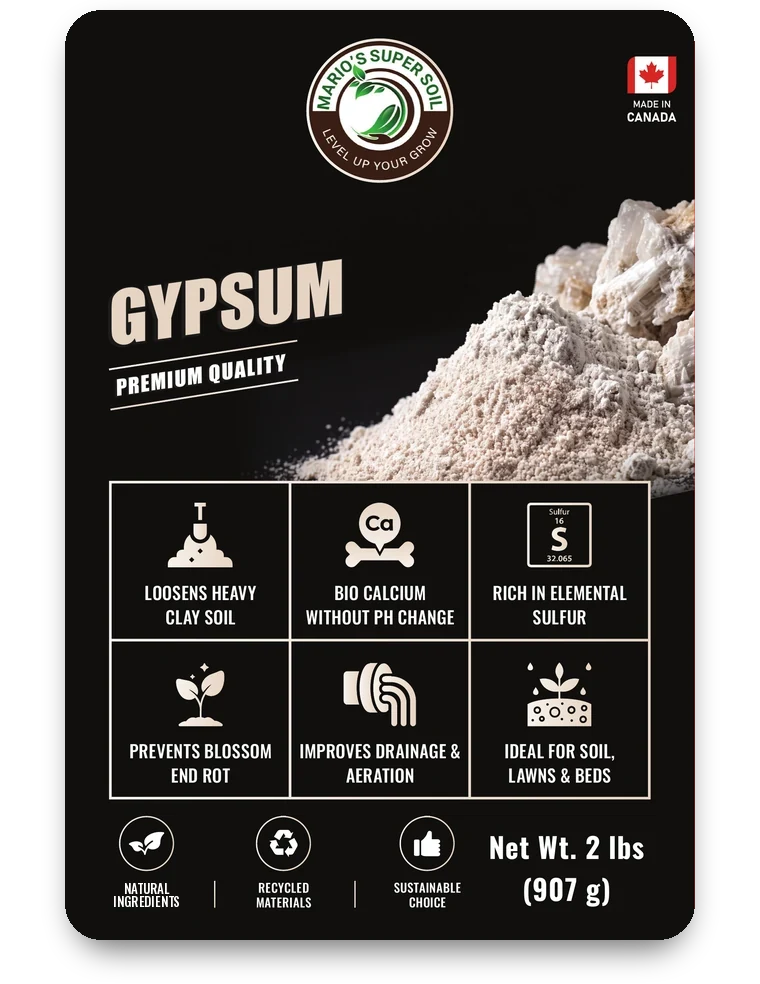 MARIO'S SUPER SOIL
LEVEL UP YOUR GROW
MADE IN
CANADA
GYPSUM
PREMIUM QUALITY
T
Ca
Sulfur
16
S
32.065
LOOSENS HEAVY
CLAY SOIL
BIO CALCIUM
WITHOUT PH CHANGE
RICH IN ELEMENTAL
SULFUR
PREVENTS BLOSSOM
END ROT
IMPROVES DRAINAGE &
AERATION
IDEAL FOR SOIL,
LAWNS & BEDS
NATURAL
INGREDIENTS
RECYCLED
MATERIALS
SUSTAINABLE
CHOICE
Net Wt. 2 lbs
(907 g)